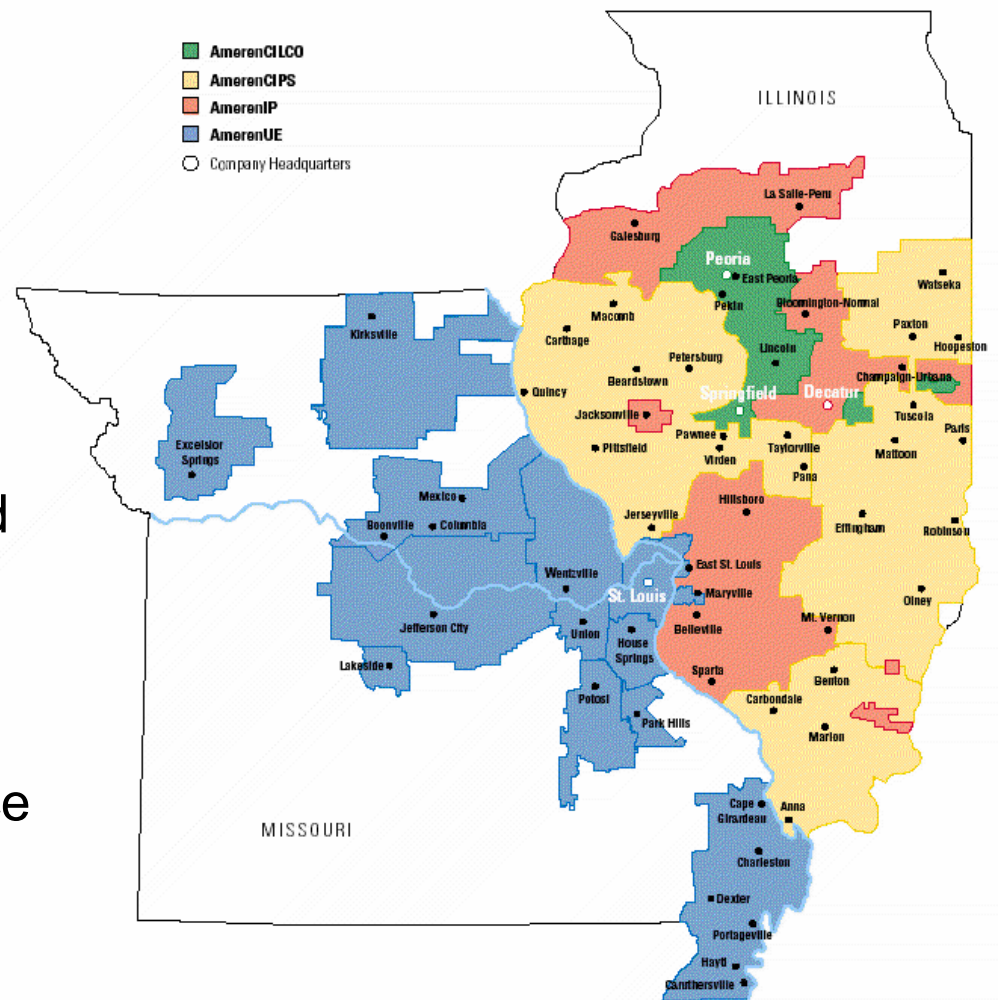 AmerenCILCO
AmerenCIPS
AmerenIP
AmerenUE
Company Headquarters
ILLINOIS
La Salle-Peru
Galesburg
Peoria
East Peoria
Pekin
Bloomington-Normal
Watseka
Macomb
Carthage
Paxton
Hoopeston
Kirksville
Lincoln
Petersburg
Beardstown
Champaign-Urbana
Quincy
Springfield
Decatur
Jacksonville
Tuscola
Paris
Pawnee
Virden
Taylorville
Mattoon
Pittsfield
Pana
Excelsior
Springs
Mexico
Hillsboro
Boonville
Columbia
Jerseyville
Effingham
Robinson
d
East St. Louis
Wentzville
St. Louis
Maryville
Olney
Jefferson City
Union
House
Springs
Belleville
Mt. Vernon
Lakeside
Sparta
Benton
Potosi
Carbondale
Park Hills
Marion
e
MISSOURI
Cape
Girardeau
Anna
Charleston
Dexter
Portageville
Hayti
Caruthersville